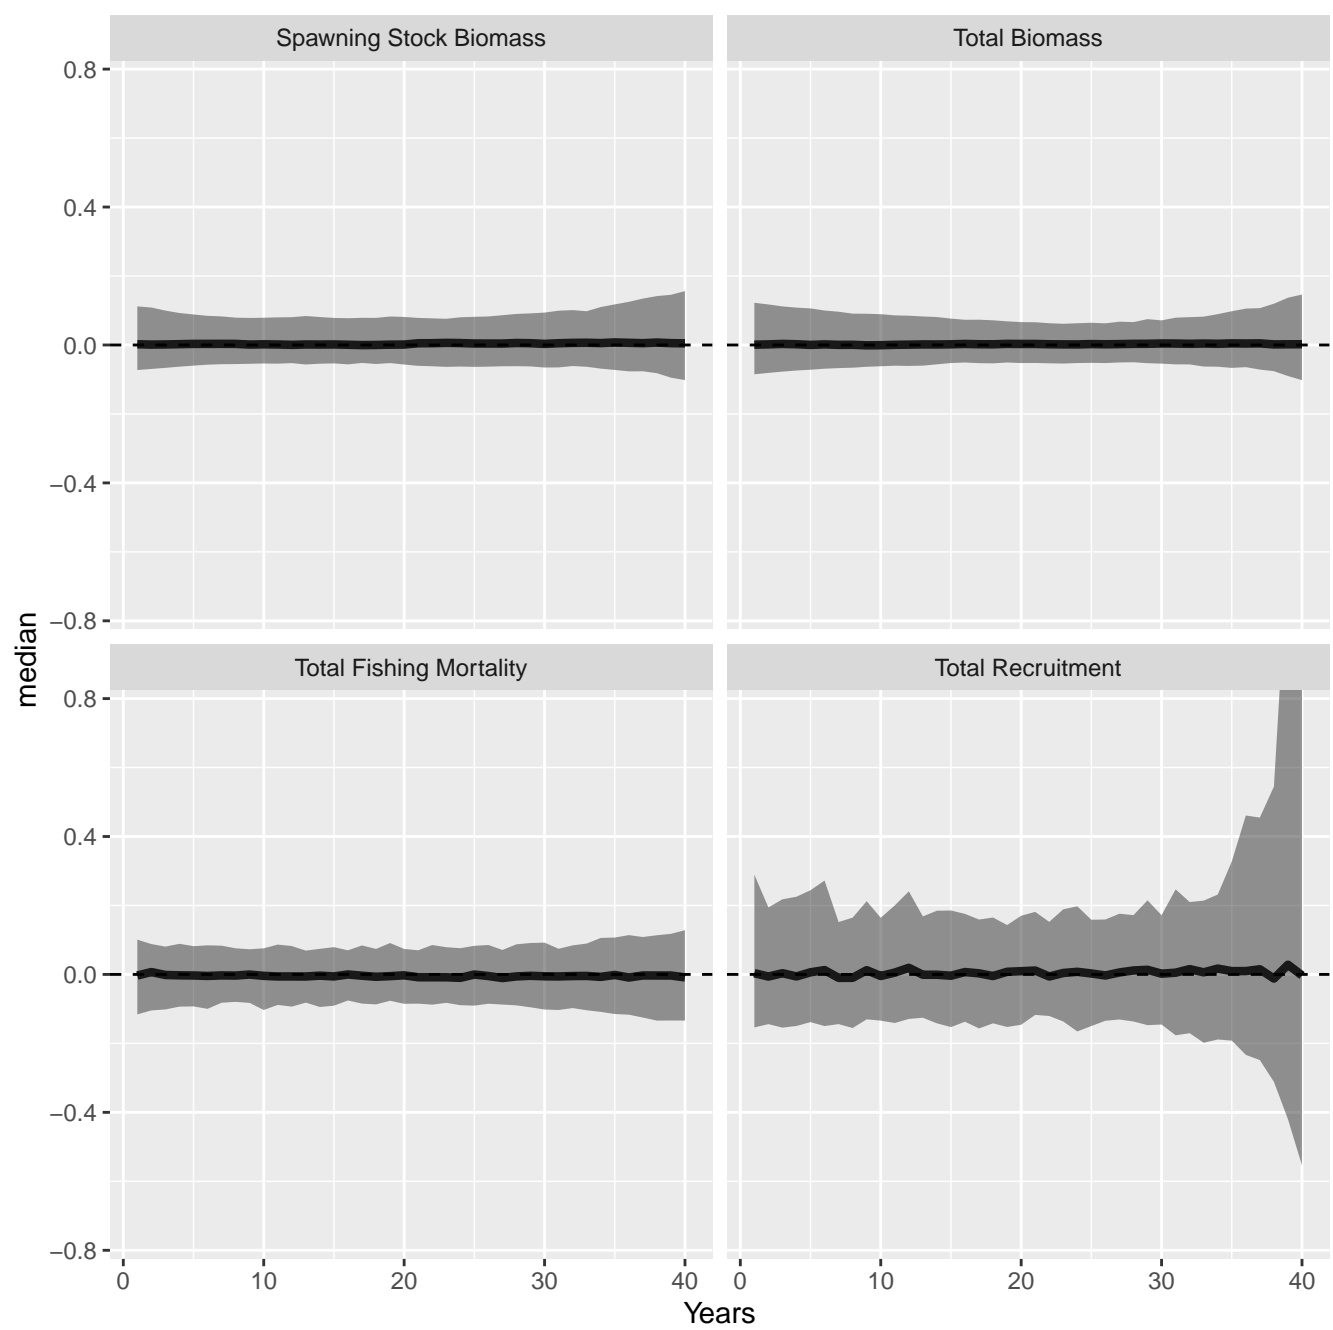 Spawning Stock Biomass
Total Biomass
0.8
0.4
0.0
−0.4
−0.8
median
Total Fishing Mortality
Total Recruitment
0.8
0.4
0.0
−0.4
−0.8
0 10 20 30 40
0 10 20 30 40
Years